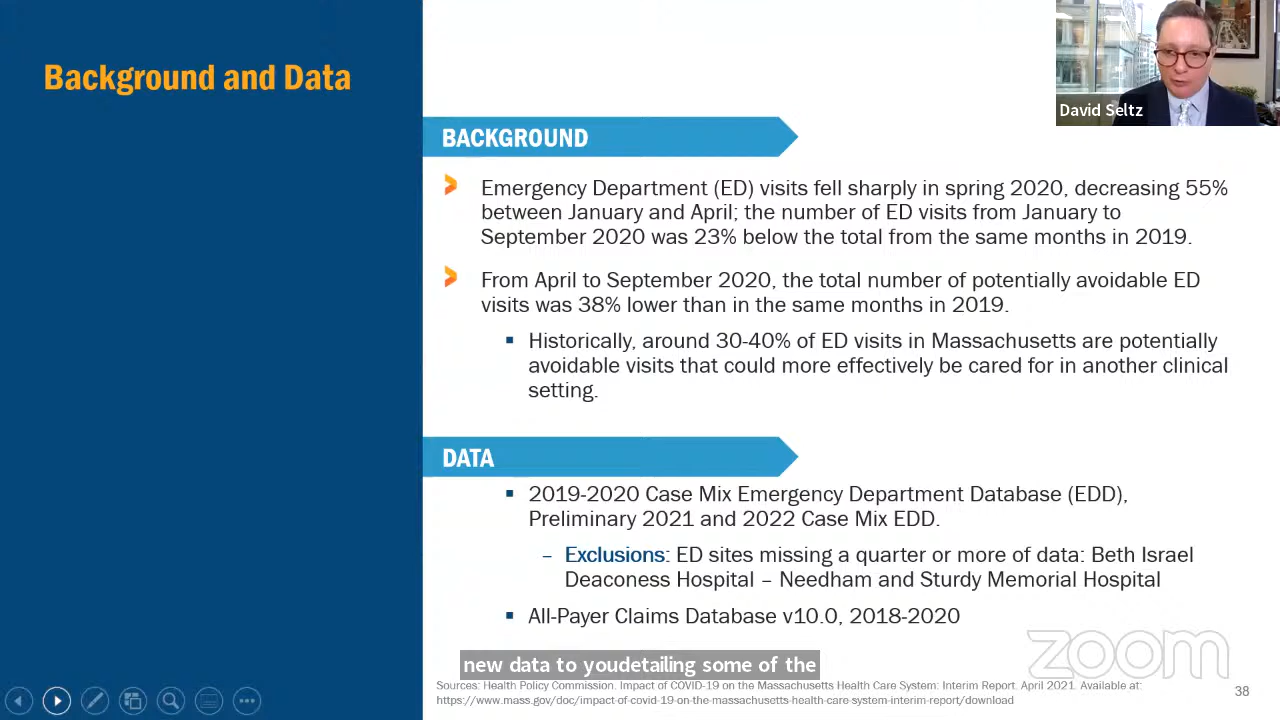 Background and Data
David Seltz
BACKGROUND
Emergency Department (ED) visits fell sharply in spring 2020, decreasing 55%
between January and April; the number of ED visits from January to
September 2020 was 23% below the total from the same months in 2019.
From April to September 2020, the total number of potentially avoidable ED
visits was 38% lower than in the same months in 2019.
▪ Historically, around 30-40% of ED visits in Massachusetts are potentially
avoidable visits that could more effectively be cared for in another clinical
setting.
DATA
▪ 2019-2020 Case Mix Emergency Department Database (EDD),
Preliminary 2021 and 2022 Case Mix EDD.
– Exclusions: ED sites missing a quarter or more of data: Beth Israel
Deaconess Hospital – Needham and Sturdy Memorial Hospital
▪ All-Payer Claims Database v10.0, 2018-2020
zoom
new data to youdetailing some of the
Sources: Health Policy Commission. Impact of COVID-19 on the Massachusetts Health Care System: Interim Report. April 2021. Available at:
https://www.mass.gov/doc/impact-of-covid-19-on-the-massachusetts-health-care-system-interim-report/download
38